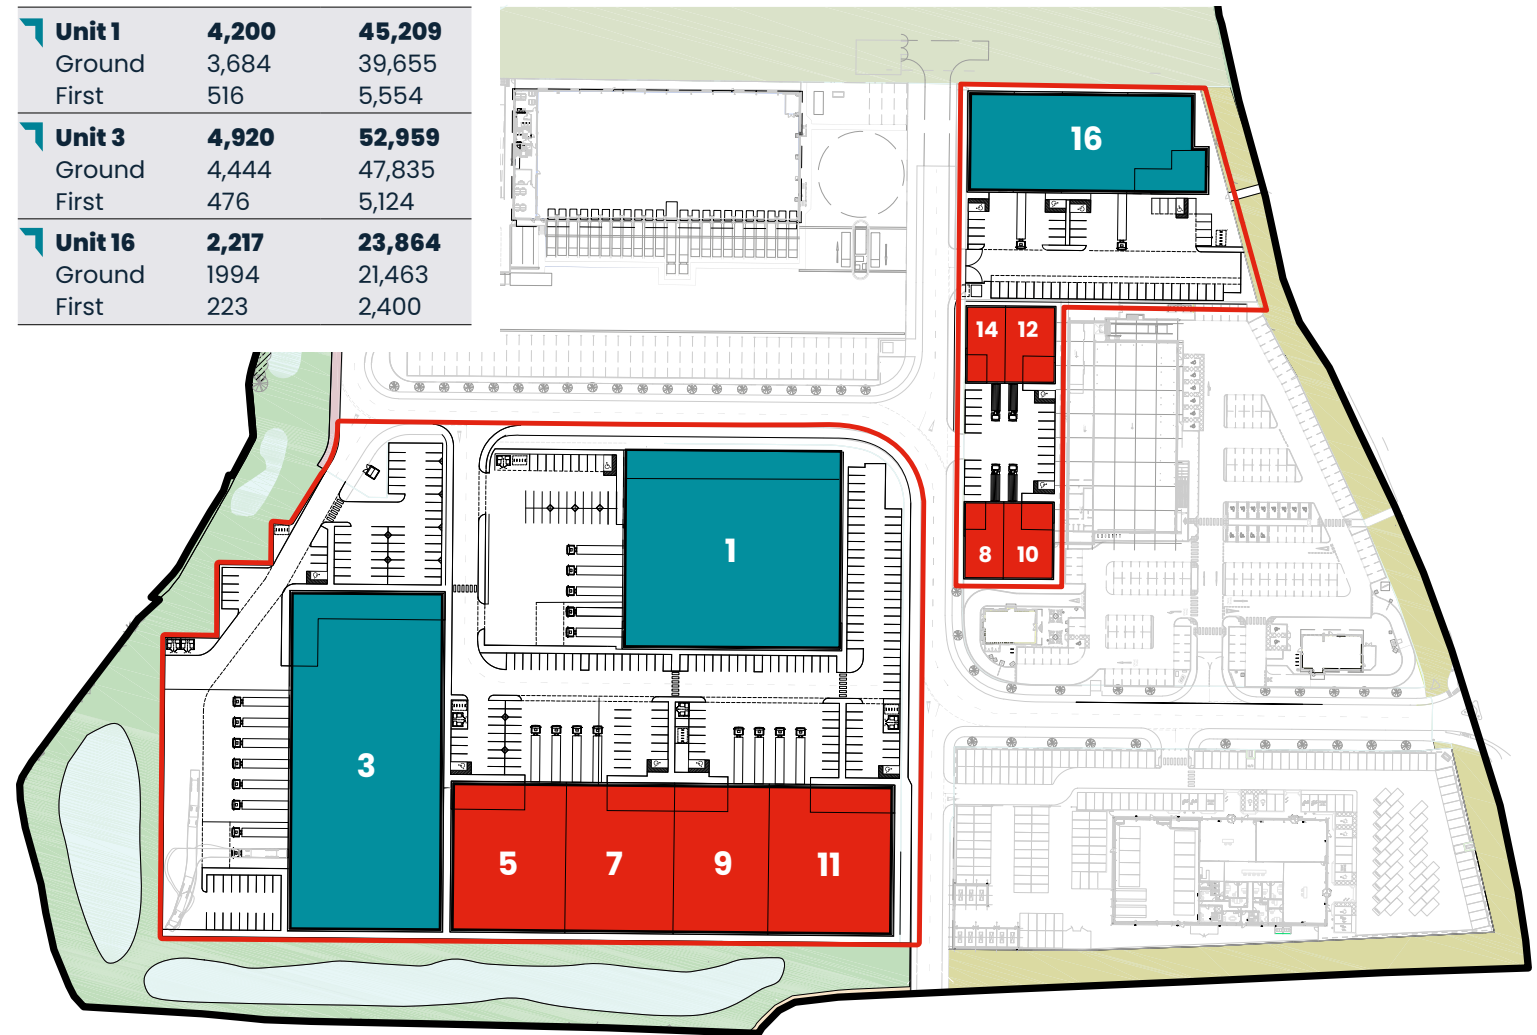 Unit 1 4,200 45,209
Ground 3,684 39,655
First 516 5,554
Unit 3 4,920 52,959
Ground 4,444 47,835
First 476 5,124
Unit 16 2,217 23,864
Ground 1994 21,463
First 223 2,400
16
14 12
1
8 10
3
5 7 9 11